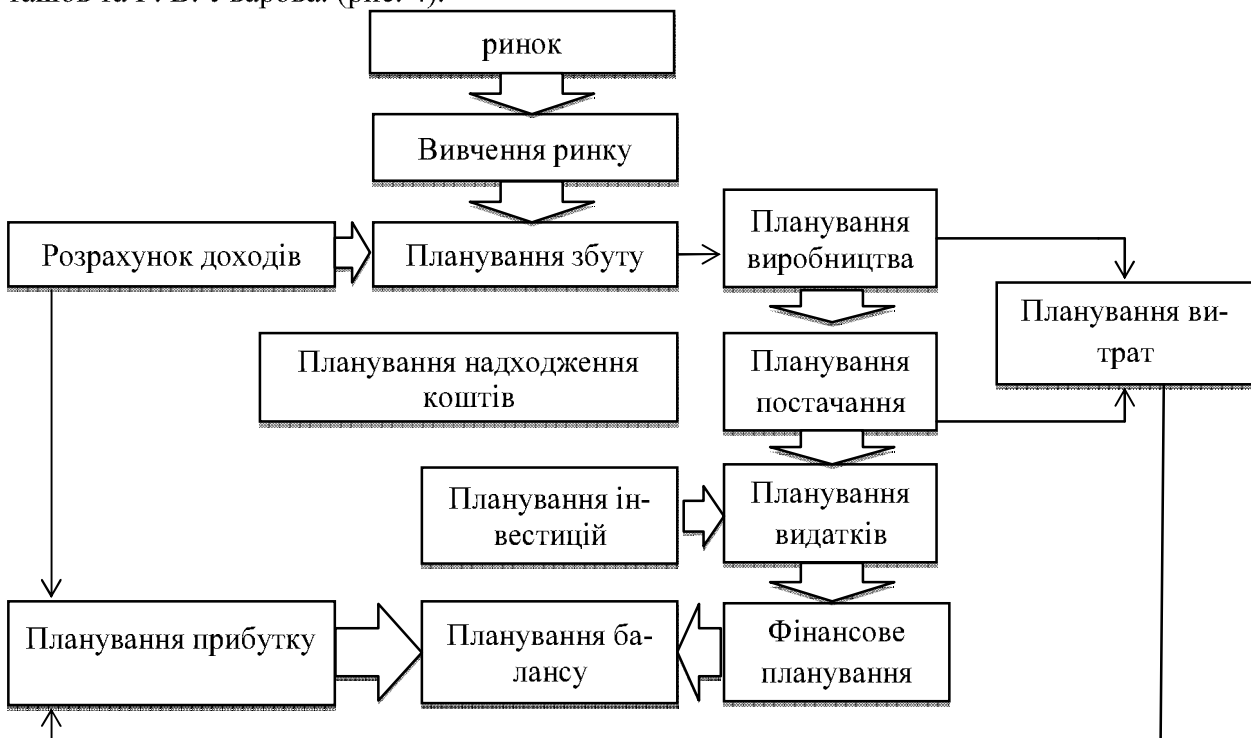 ринок
Вивчення ринку
Розрахунок доходів
Планування збуту
Планування
виробництва
Планування ви-
трат
Планування надходження
коштів
Планування
постачання
Планування ін-
вестицій
Планування
видатків
Планування прибутку
Планування ба-
лансу
Фінансове
планування